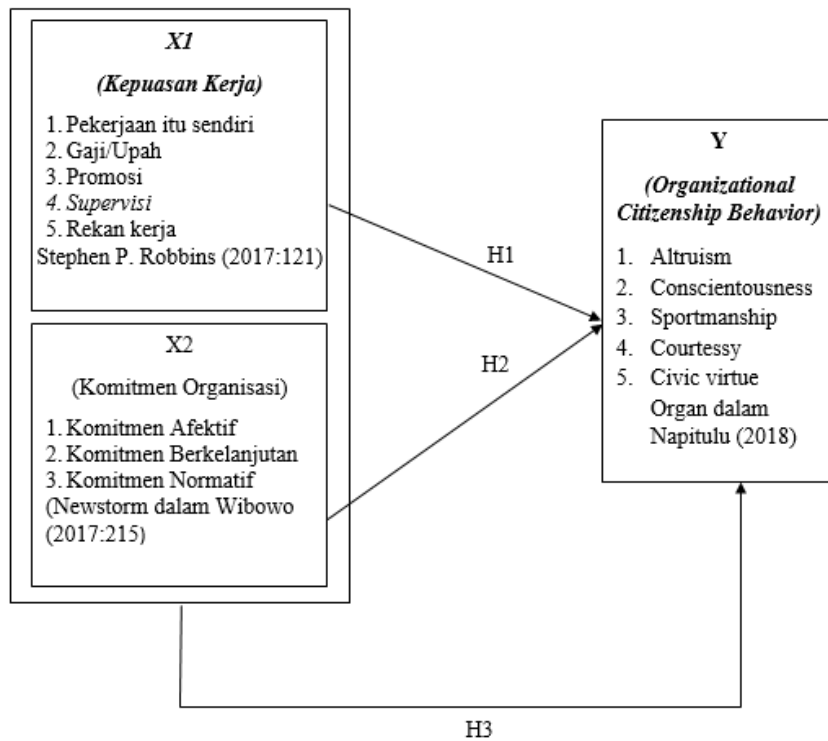 X1
(Kepuasan Kerja)
1. Pekerjaan itu sendiri
2. Gaji/Upah
3. Promosi
4. Supervisi
5. Rekan kerja
Stephen P. Robbins (2017:121)
X2
(Komitmen Organisasi)
1. Komitmen Afektif
2. Komitmen Berkelanjutan
3. Komitmen Normatif
(Newstorm dalam Wibowo
(2017:215)
H1
H2
Y
(Organizational
Citizenship Behavior)
1. Altruism
2. Conscientousness
3. Sportmanship
4. Courtessy
5. Civic virtue
Organ dalam
Napitulu (2018)
H3